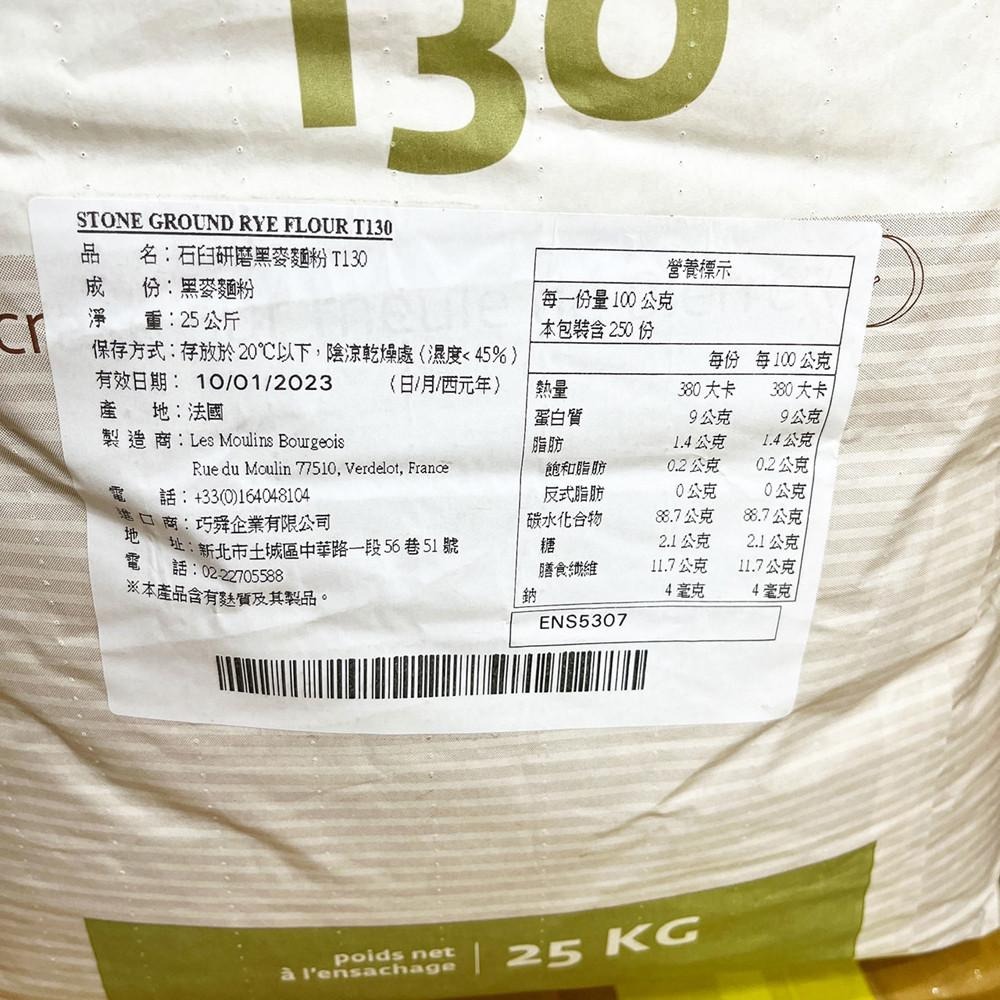 T130
STONE GROUND RYE FLOUR T130
品 名：石臼研磨黑麥麵粉 T130
成 份：黑麥麵粉
淨 重：25 公斤
保存方式：存放於 20℃以下，陰涼乾燥處（濕度< 45%）
有效日期： 10/01/2023 （日/月/西元年）
產 地：法國
製 造 商：Les Moulins Bourgeois
Rue du Moulin 77510, Verdelot, France
電 話：+33(0)164048104
進 口 商：巧舜企業有限公司
地 址：新北市土城區中華路一段 56 巷 51 號
電 話：02-22705588
※本產品含有麩質及其製品。
營養標示
每一份量 100 公克
本包裝含 250 份
每份 每 100 公克
熱量 380 大卡 380 大卡
蛋白質 9 公克 9 公克
脂肪 1.4 公克 1.4 公克
飽和脂肪 0.2 公克 0.2 公克
反式脂肪 0 公克 0 公克
碳水化合物 88.7 公克 88.7 公克
糖 2.1 公克 2.1 公克
膳食纖維 11.7 公克 11.7 公克
鈉 4 毫克 4 毫克
ENS5307
poids net
à l'ensachage
25 KG